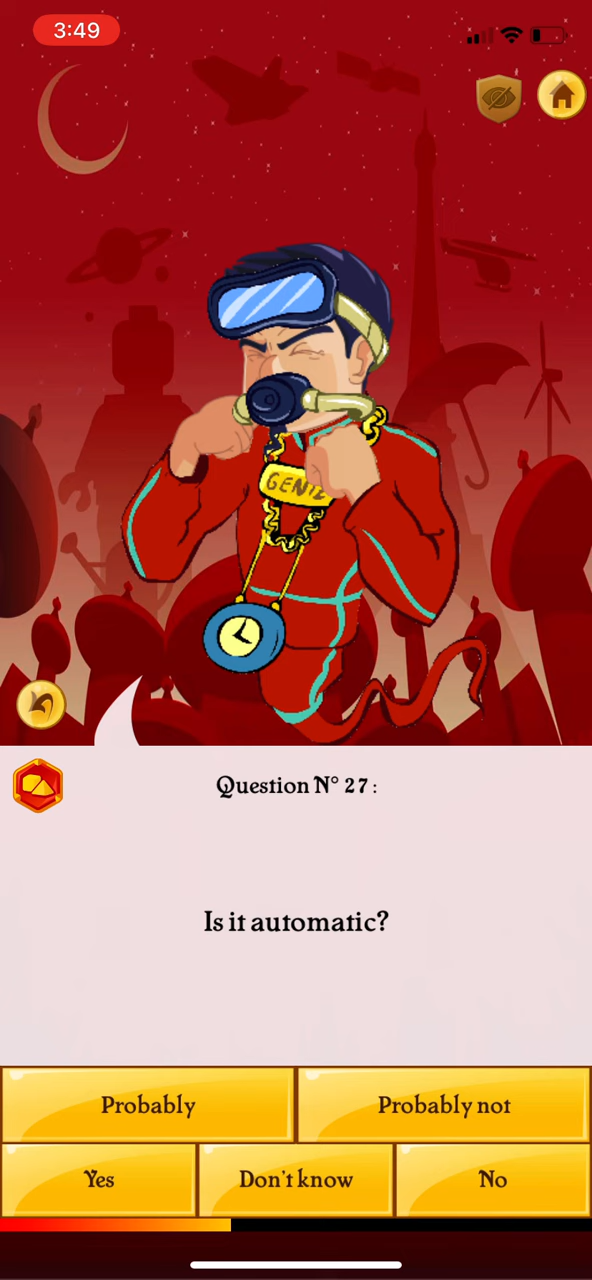 3:49
GENIE
Question N° 27 :
Is it automatic?
Probably
Probably not
Yes
Don't know
No